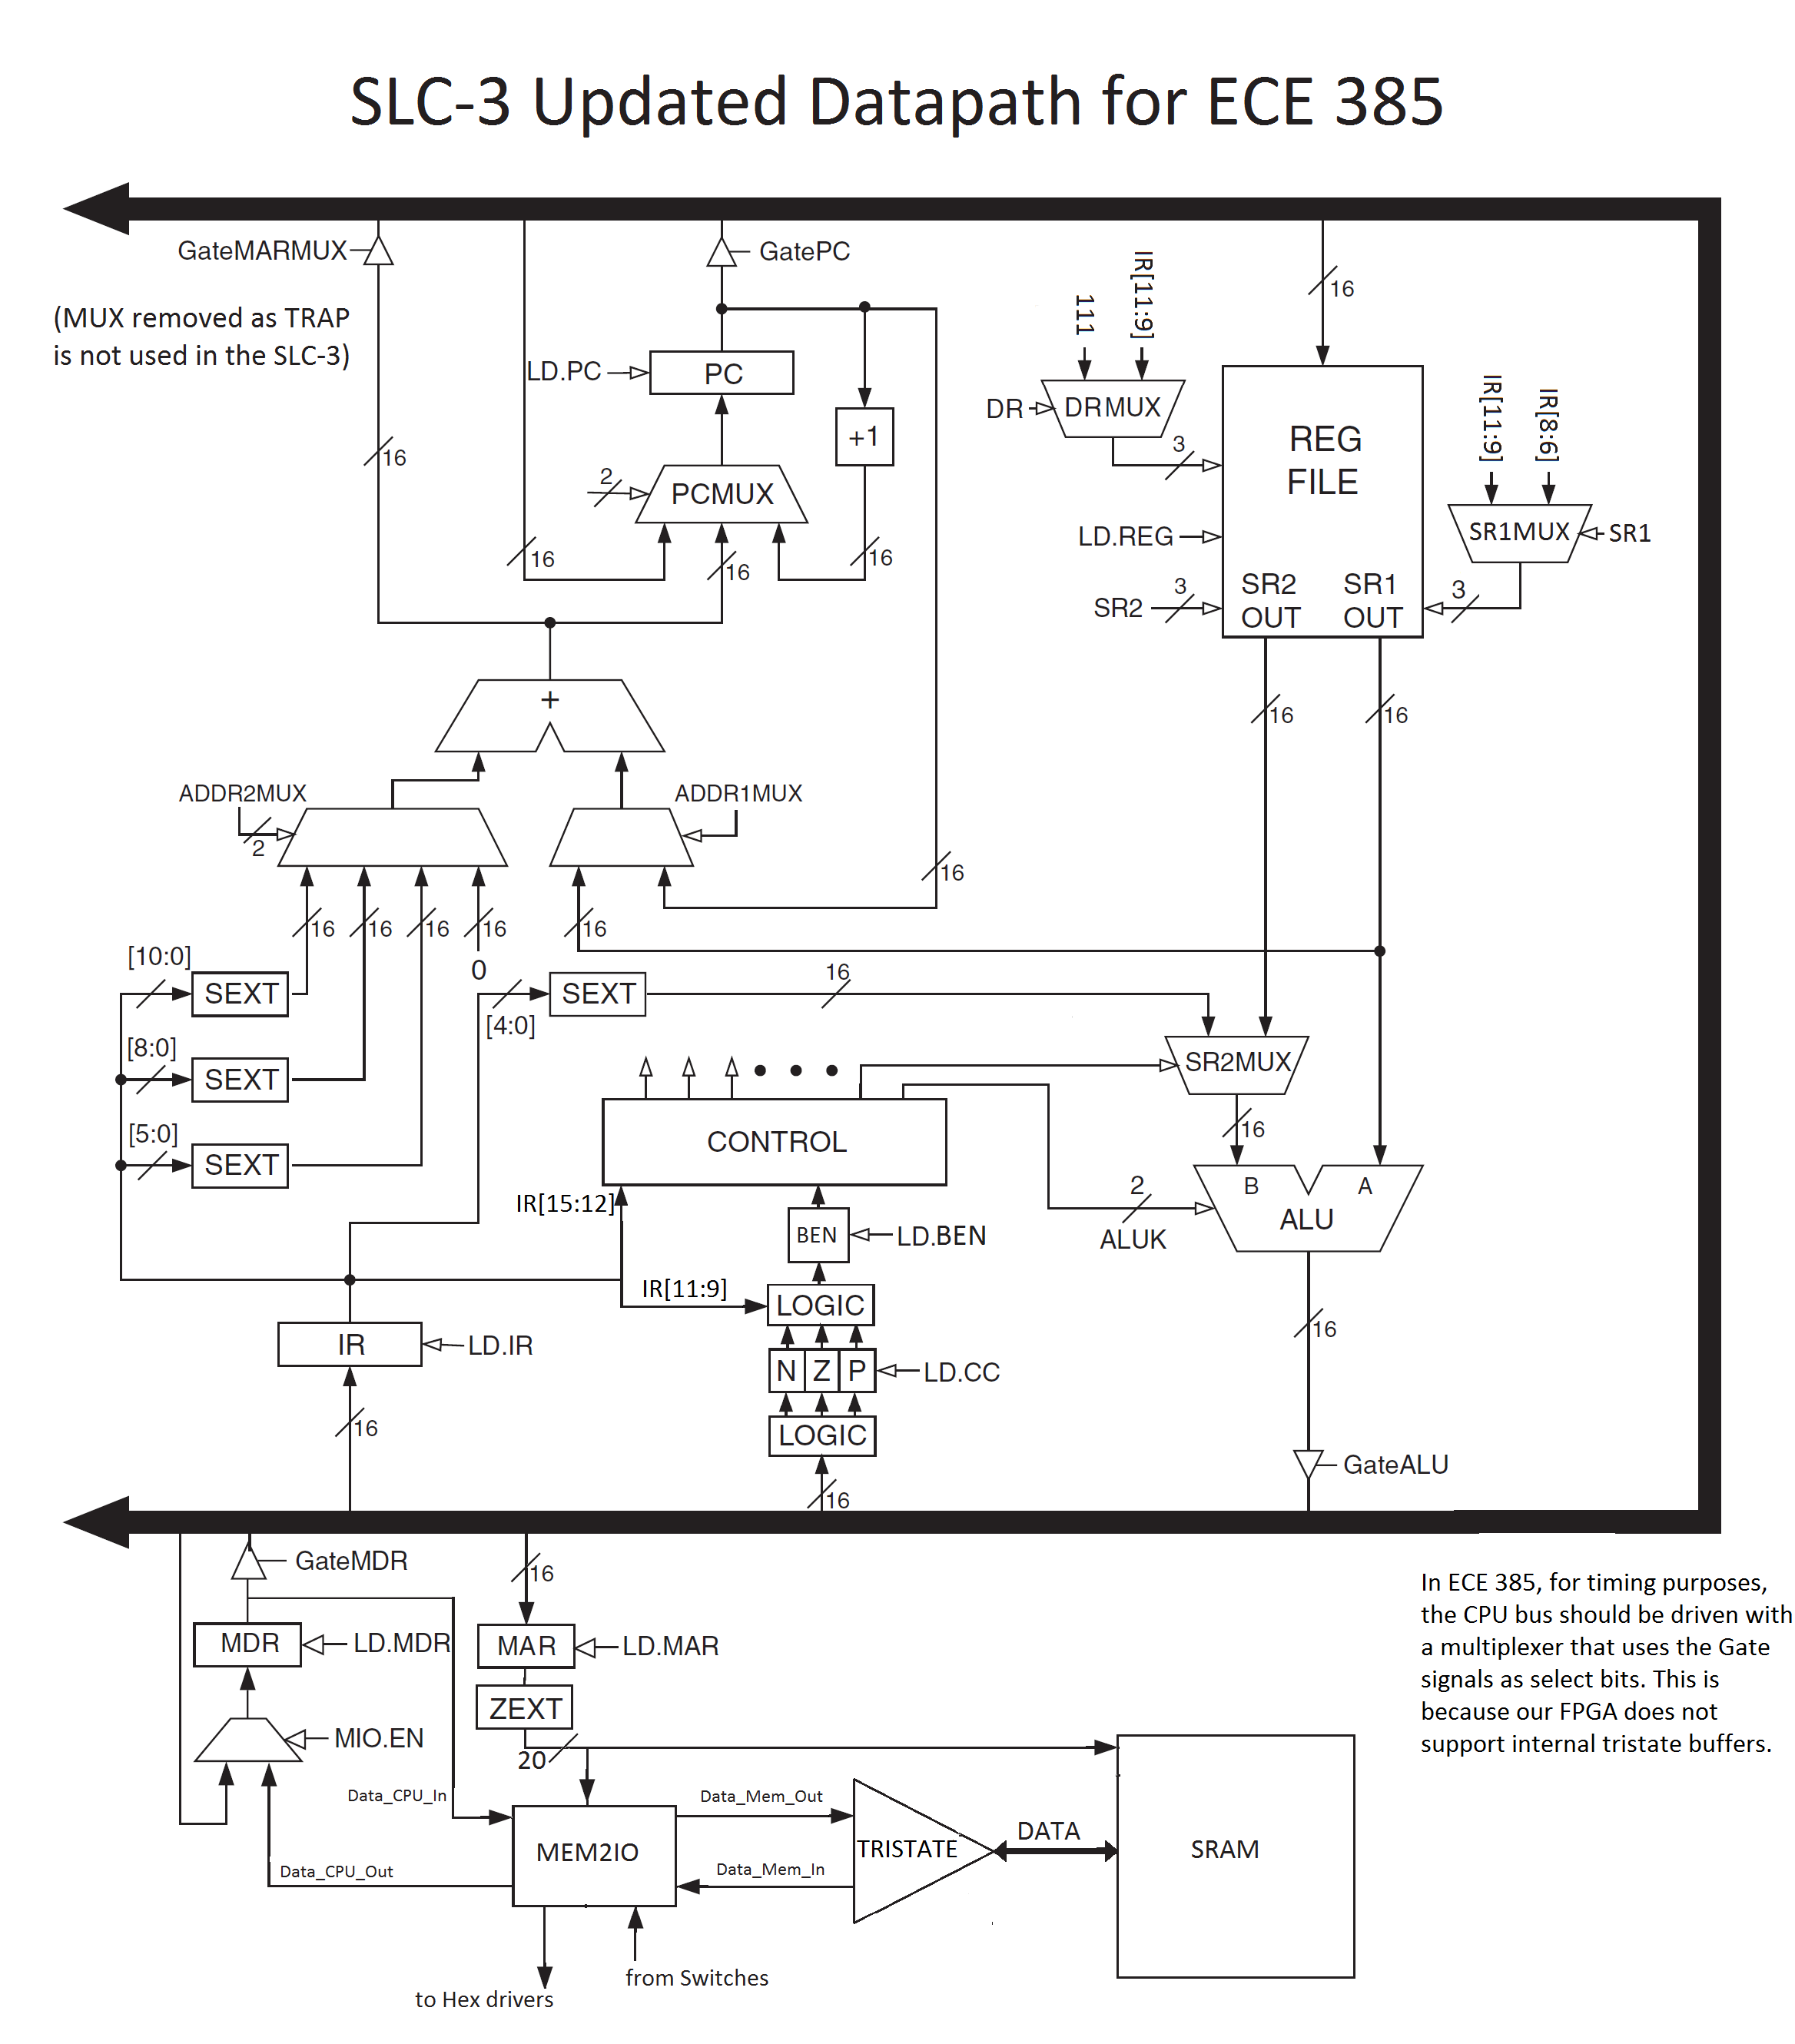 SLC-3 Updated Datapath for ECE 385
GateMARMUX
GatePC
(MUX removed as TRAP
is not used in the SLC-3)
16
111
IR[11:9]
LD.PC
PC
DR
DRMUX
3
+1
REG
FILE
IR[11:9]
IR[8:6]
16
2
PCMUX
LD.REG
SR1MUX
SR1
16
16
16
SR2
3
SR2
OUT
SR1
OUT
3
+
16
16
ADDR2MUX
2
ADDR1MUX
16
16
16
16
16
16
0
[10:0]
SEXT
[4:0]
SEXT
16
[8:0]
SEXT
SR2MUX
[5:0]
SEXT
CONTROL
16
B
A
ALU
2
ALUK
IR[15:12]
BEN
LD.BEN
IR[11:9]
LOGIC
16
IR
LD.IR
N
Z
P
LD.CC
16
LOGIC
16
GateALU
GateMDR
16
In ECE 385, for timing purposes,
the CPU bus should be driven with
a multiplexer that uses the Gate
signals as select bits. This is
because our FPGA does not
support internal tristate buffers.
MDR
LD.MDR
MAR
LD.MAR
ZEXT
MIO.EN
20
Data_CPU_In
Data_Mem_Out
MEM2IO
TRISTATE
DATA
SRAM
Data_CPU_Out
Data_Mem_In
from Switches
to Hex drivers